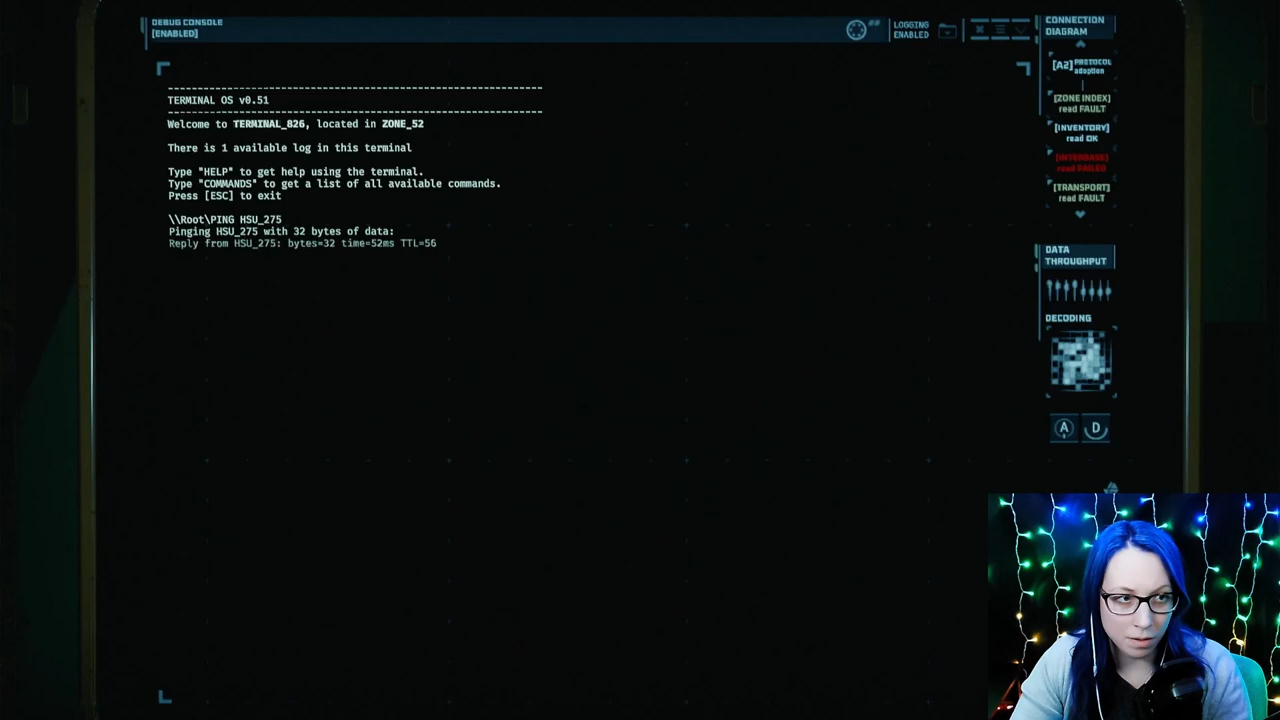 DEBUG CONSOLE
[ENABLED]
LOGGING
ENABLED
CONNECTION
DIAGRAM
[A2] PROTOCOL
adoption
[ZONE INDEX]
read FAULT
[INVENTORY]
read OK
[INTERBASE]
read FAILED
[TRANSPORT]
read FAULT
------------------------------------------------------------
TERMINAL OS v0.51
------------------------------------------------------------
Welcome to TERMINAL_826, located in ZONE_52
There is 1 available log in this terminal
Type "HELP" to get help using the terminal.
Type "COMMANDS" to get a list of all available commands.
Press [ESC] to exit
\\Root\PING HSU_275
Pinging HSU_275 with 32 bytes of data:
Reply from HSU_275: bytes=32 time=52ms TTL=56
DATA
THROUGHPUT
DECODING
A D